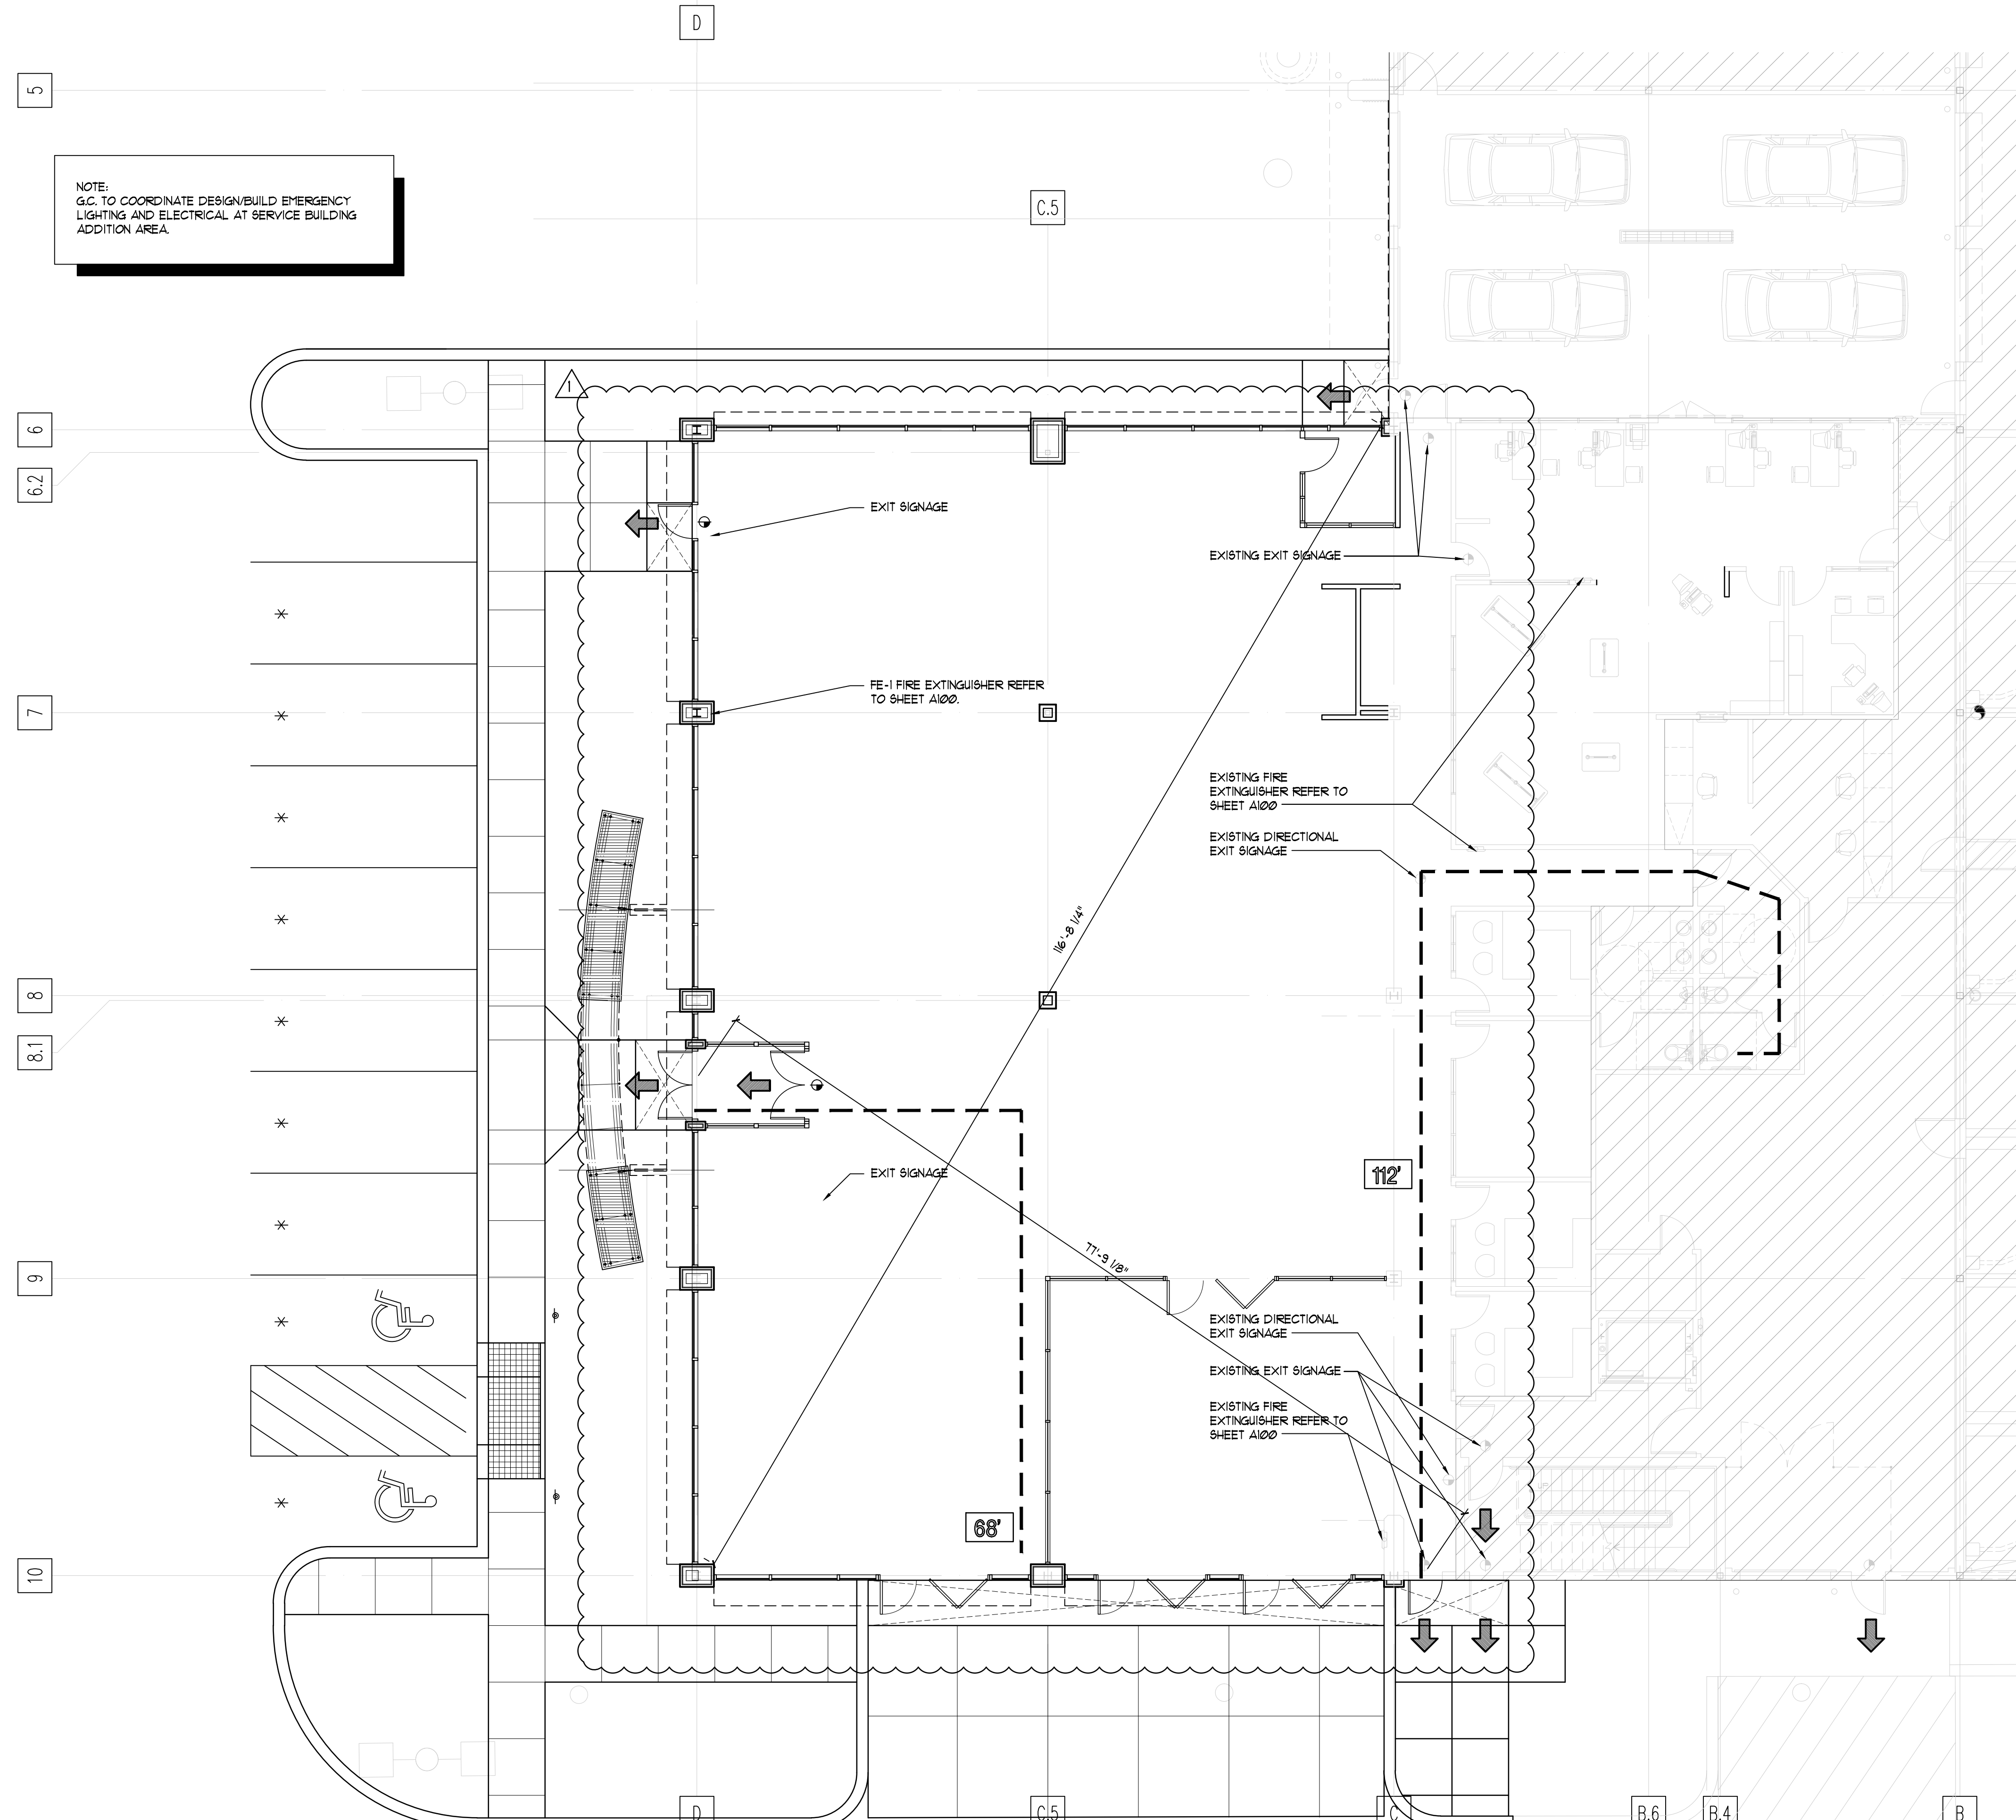 D
5
NOTE:
G.C. TO COORDINATE DESIGN/BUILD EMERGENCY
LIGHTING AND ELECTRICAL AT SERVICE BUILDING
ADDITION AREA.
C.5
1
6
6.2
EXIT SIGNAGE
EXISTING EXIT SIGNAGE
FE-1 FIRE EXTINGUISHER REFER
TO SHEET A100.
7
EXISTING FIRE
EXTINGUISHER REFER TO
SHEET A100
EXISTING DIRECTIONAL
EXIT SIGNAGE
116'-8 1/4"
8
8.1
EXIT SIGNAGE
112'
77'-9 1/8"
9
EXISTING DIRECTIONAL
EXIT SIGNAGE
EXISTING EXIT SIGNAGE
EXISTING FIRE
EXTINGUISHER REFER TO
SHEET A100
68'
10
D
C.5
C
B.6
B.4
B